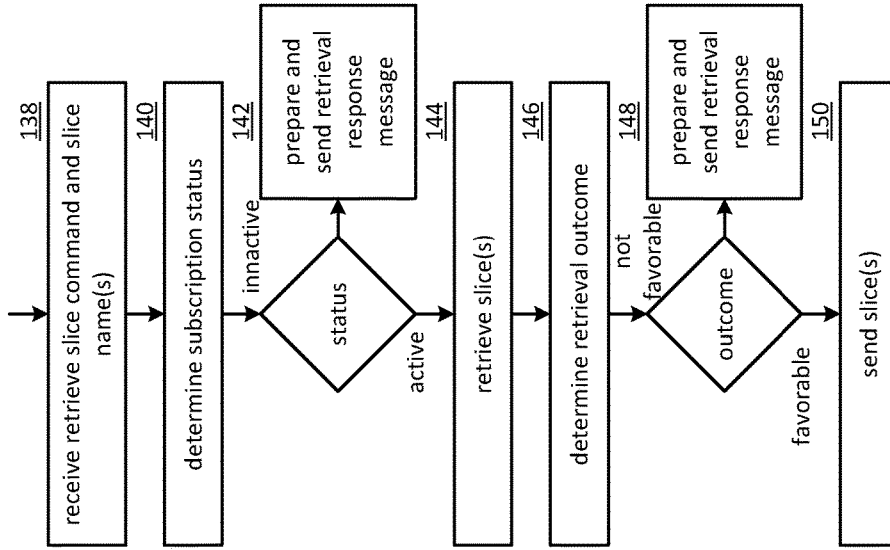 138
receive retrieve slice command and slice
name(s)
140
determine subscription status
142
innactive
status
prepare and
send retrieval
response
message
active
144
retrieve slice(s)
146
determine retrieval outcome
148
not
favorable
outcome
prepare and
send retrieval
response
message
favorable
150
send slice(s)